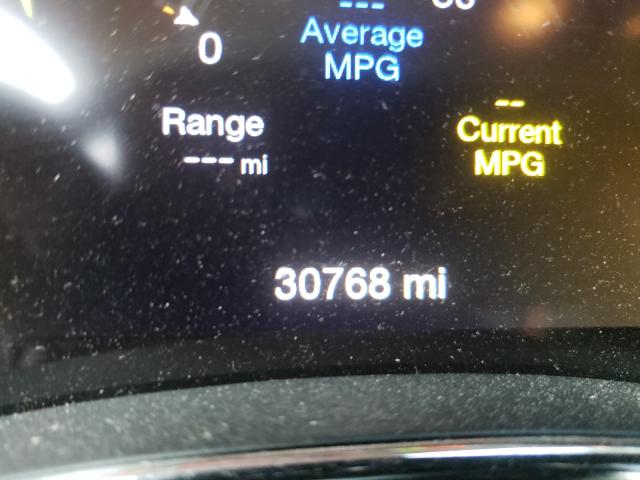 ---
0
Average
MPG
Range
--- mi
--
Current
MPG
30768 mi